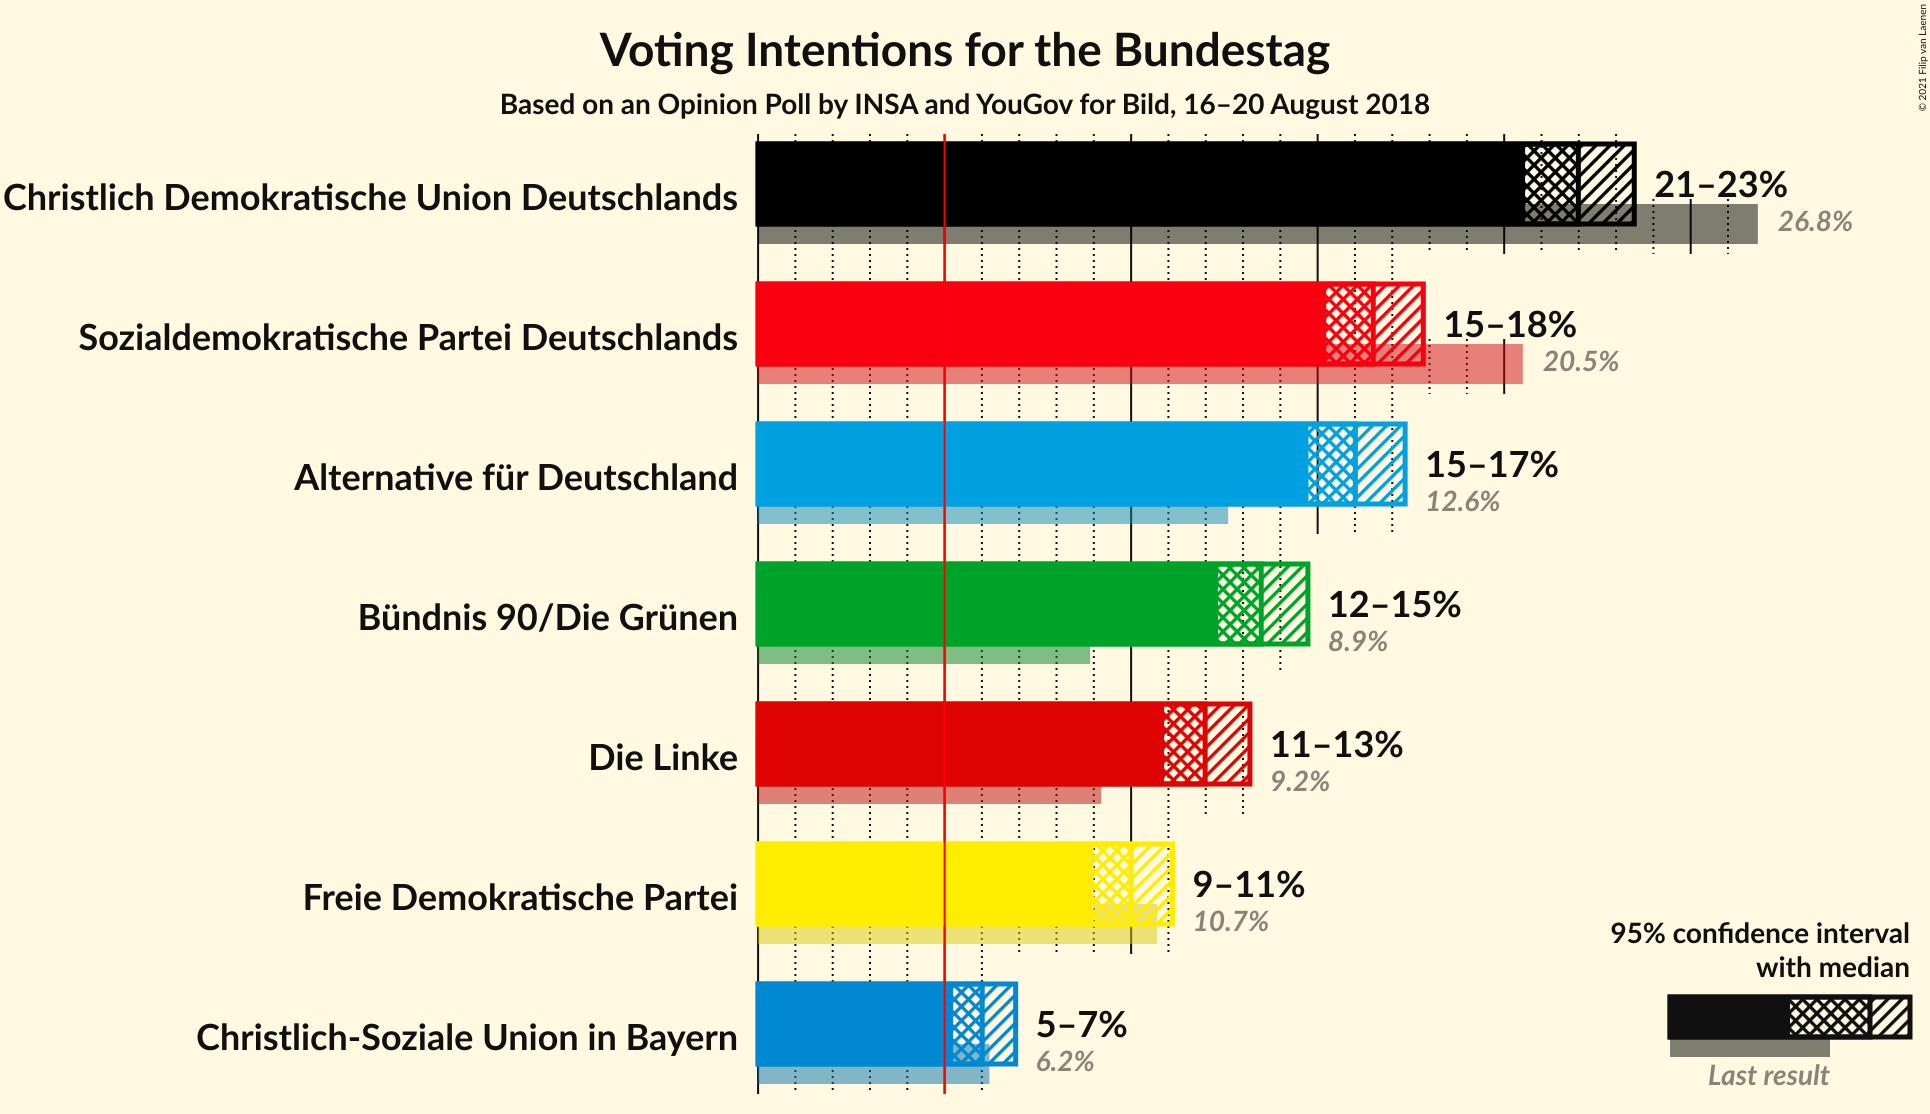 © 2021 Filip van Laenen
Voting Intentions for the Bundestag
Based on an Opinion Poll by INSA and YouGov for Bild, 16–20 August 2018
Christlich Demokratische Union Deutschlands
21–23%
26.8%
Sozialdemokratische Partei Deutschlands
15–18%
20.5%
Alternative für Deutschland
15–17%
12.6%
Bündnis 90/Die Grünen
12–15%
8.9%
Die Linke
11–13%
9.2%
Freie Demokratische Partei
9–11%
10.7%
Christlich-Soziale Union in Bayern
5–7%
6.2%
95% confidence interval
with median
Last result